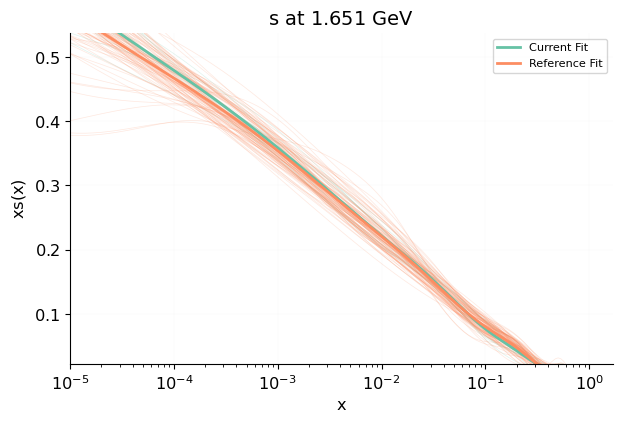 s at 1.651 GeV
Current Fit
Reference Fit
0.5
0.4
0.3
0.2
0.1
xs(x)
10⁻⁵ 10⁻⁴ 10⁻³ 10⁻² 10⁻¹ 10⁰
x